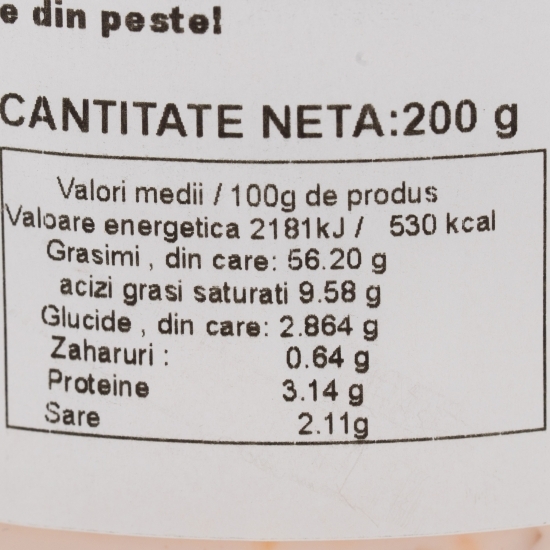 e din peste!
CANTITATE NETA:200 g
Valori medii / 100g de produs
Valoare energetica 2181kJ / 530 kcal
Grasimi , din care: 56.20 g
acizi grasi saturati 9.58 g
Glucide , din care: 2.864 g
Zaharuri : 0.64 g
Proteine 3.14 g
Sare 2.11g